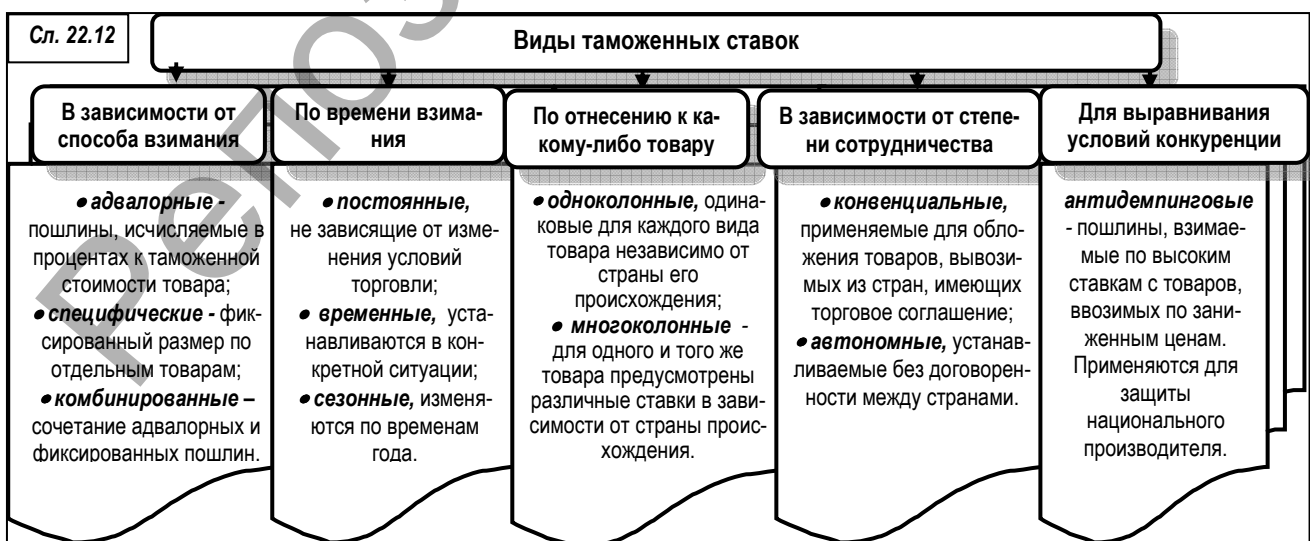 Сл. 22.12
Виды таможенных ставок
В зависимости от
способа взимания
По времени взима-
ния
По отнесению к ка-
кому-либо товару
В зависимости от степе-
ни сотрудничества
Для выравнивания
условий конкуренции
• адвалорные -
пошлины, исчисляемые в
процентах к таможенной
стоимости товара;
• специфические - фик-
сированный размер по
отдельным товарам;
• комбинированные –
сочетание адвалорных и
фиксированных пошлин.
• постоянные,
не зависящие от изме-
нения условий
торговли;
• временные, уста-
навливаются в кон-
кретной ситуации;
• сезонные, изменя-
ются по временам
года.
• одноколонные, одина-
ковые для каждого вида
товара независимо от
страны его
происхождения;
• многоколонные -
для одного и того же
товара предусмотрены
различные ставки в зави-
симости от страны проис-
хождения.
• конвенциальные,
применяемые для обло-
жения товаров, вывози-
мых из стран, имеющих
торговое соглашение;
• автономные, устанав-
ливаемые без договорен-
ности между странами.
антидемпинговые
- пошлины, взимае-
мые по высоким
ставкам с товаров,
ввозимых по зани-
женным ценам.
Применяются для
защиты
национального
производителя.